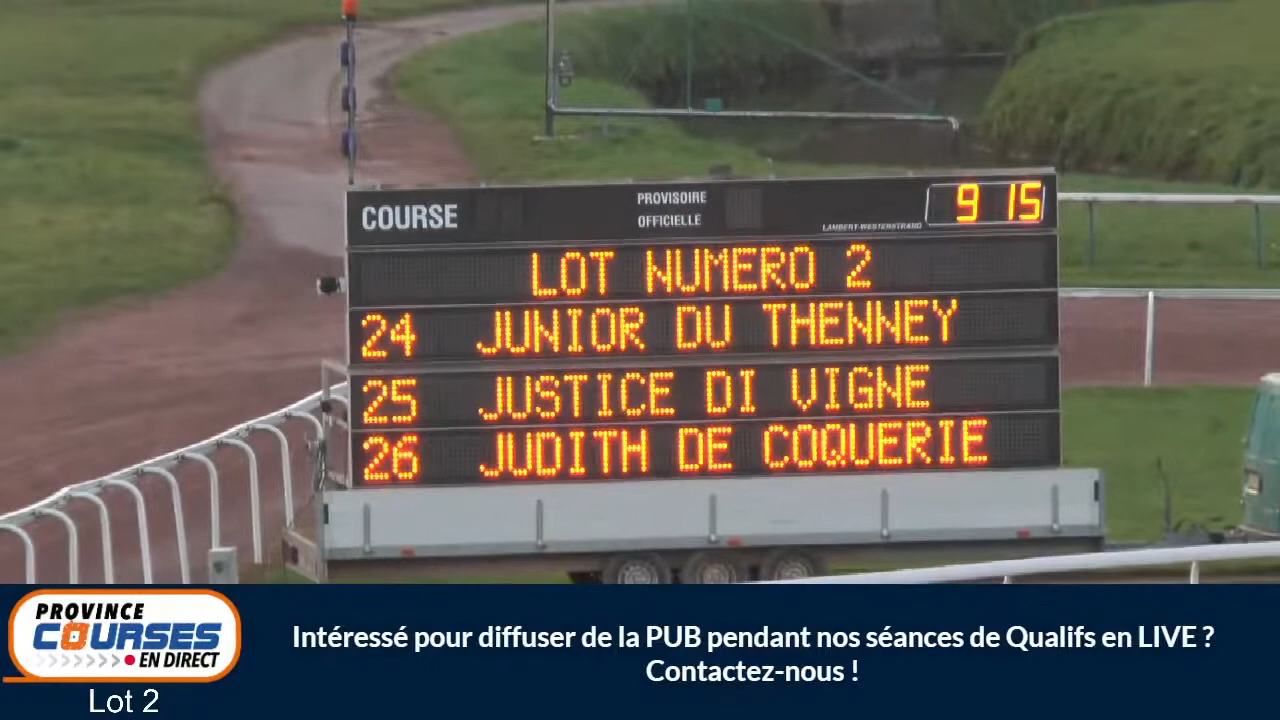 COURSE
PROVISOIRE
OFFICIELLE
LAMBERT-WESTERSTRAND
9 15
LOT NUMERO 2
24 JUNIOR DU THENNEY
25 JUSTICE DI VIGNE
26 JUDITH DE COQUERIE
PROVINCE
COURSES
EN DIRECT
Lot 2
Intéressé pour diffuser de la PUB pendant nos séances de Qualifs en LIVE ?
Contactez-nous !